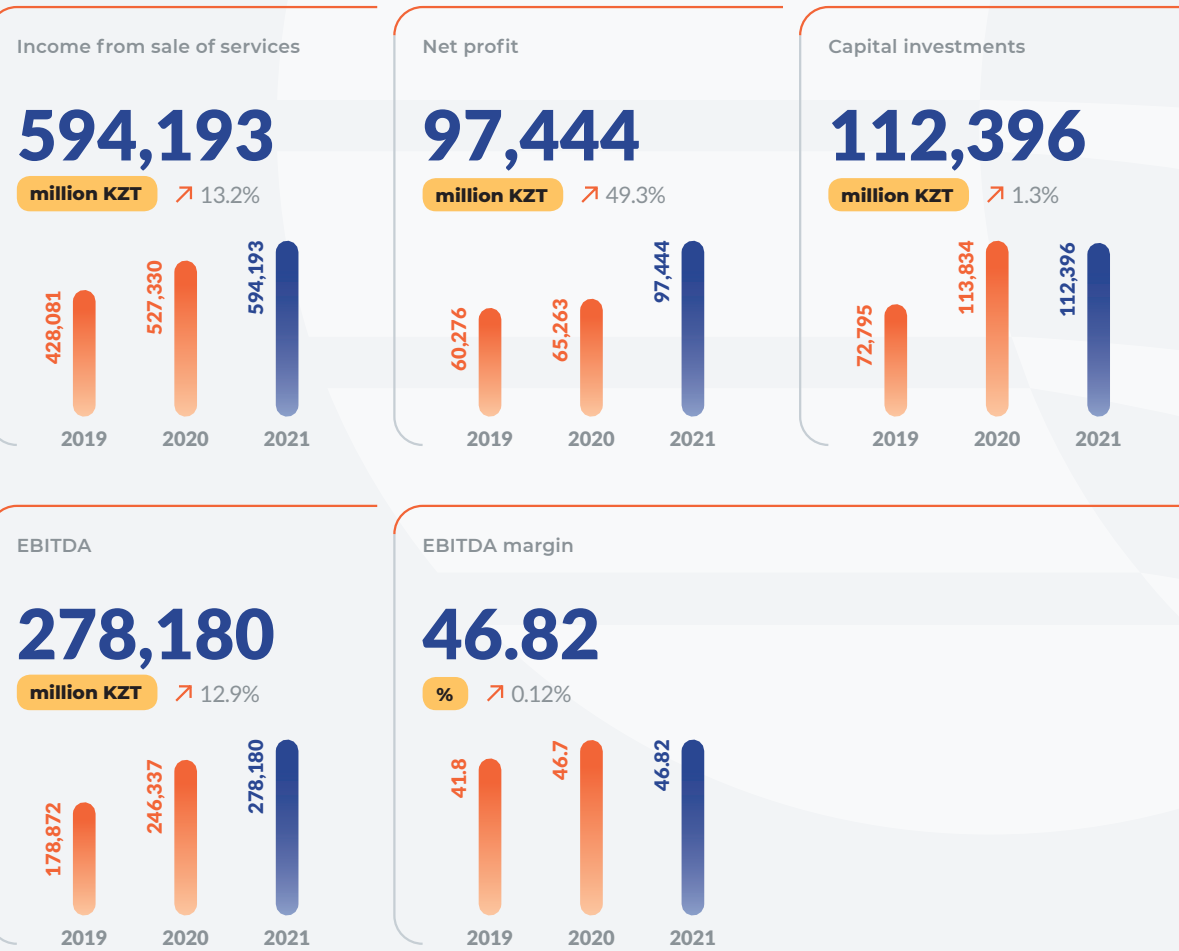 Income from sale of services
594,193
million KZT 13.2%
428,081
527,330
594,193
2019 2020 2021
Net profit
97,444
million KZT 49.3%
60,276
65,263
97,444
2019 2020 2021
Capital investments
112,396
million KZT 1.3%
72,795
113,834
112,396
2019 2020 2021
EBITDA
278,180
million KZT 12.9%
178,872
246,337
278,180
2019 2020 2021
EBITDA margin
46.82
% 0.12%
41.8
46.7
46.82
2019 2020 2021